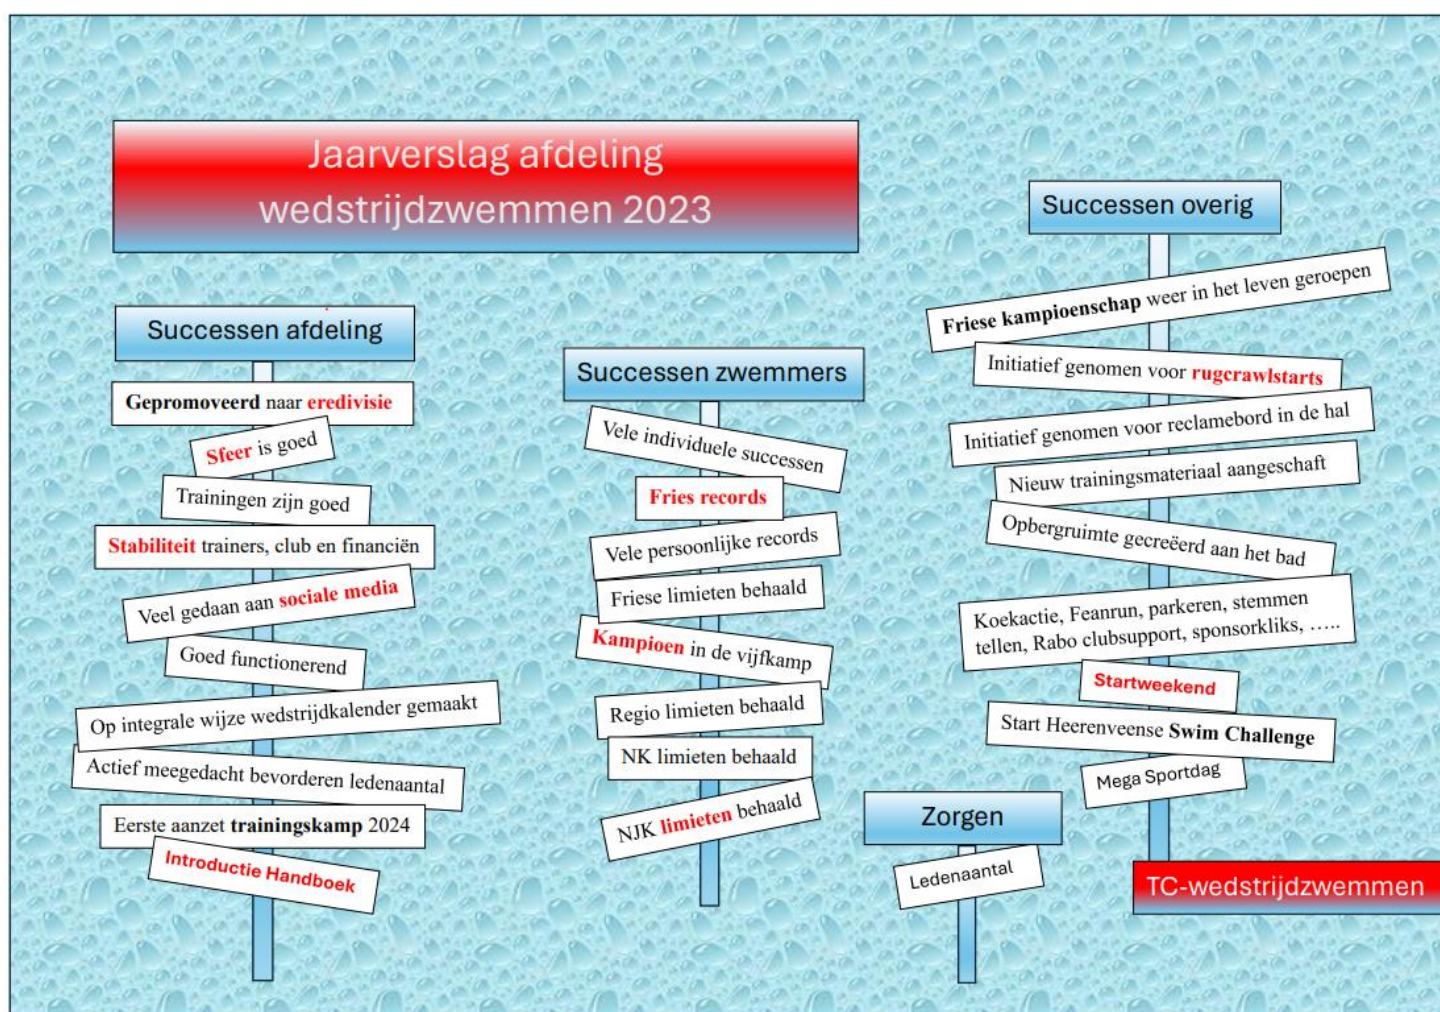 Jaarverslag afdeling
wedstrijdzwemmen 2023
Successen afdeling
Gepromoveerd naar eredivisie
Sfeer is goed
Trainingen zijn goed
Stabiliteit trainers, club en financiën
Veel gedaan aan sociale media
Goed functionerend
Op integrale wijze wedstrijdkalender gemaakt
Actief meegedacht bevorderen ledenaantal
Eerste aanzet trainingskamp 2024
Introductie Handboek
Successen zwemmers
Vele individuele successen
Fries records
Vele persoonlijke records
Friese limieten behaald
Kampioen in de vijfkamp
Regio limieten behaald
NK limieten behaald
NJK limieten behaald
Zorgen
Ledenaantal
Successen overig
Friese kampioenschap weer in het leven geroepen
Initiatief genomen voor rugcrawlstarts
Initiatief genomen voor reclamebord in de hal
Nieuw trainingsmateriaal aangeschaft
Opbergruimte gecreëerd aan het bad
Koekactie, Feanrun, parkeren, stemmen
tellen, Rabo clubsupport, sponsorkliks, …..
Startweekend
Start Heerenveense Swim Challenge
Mega Sportdag
TC-wedstrijdzwemmen